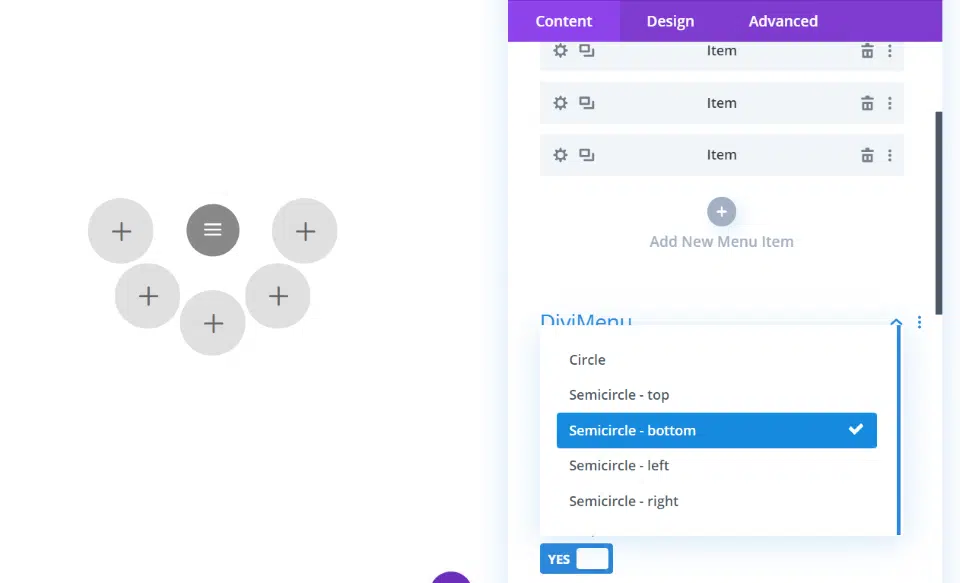 Content Design Advanced
Item
Item
Item
Add New Menu Item
DiviMenu
Circle
Semicircle - top
Semicircle - bottom
Semicircle - left
Semicircle - right
YES